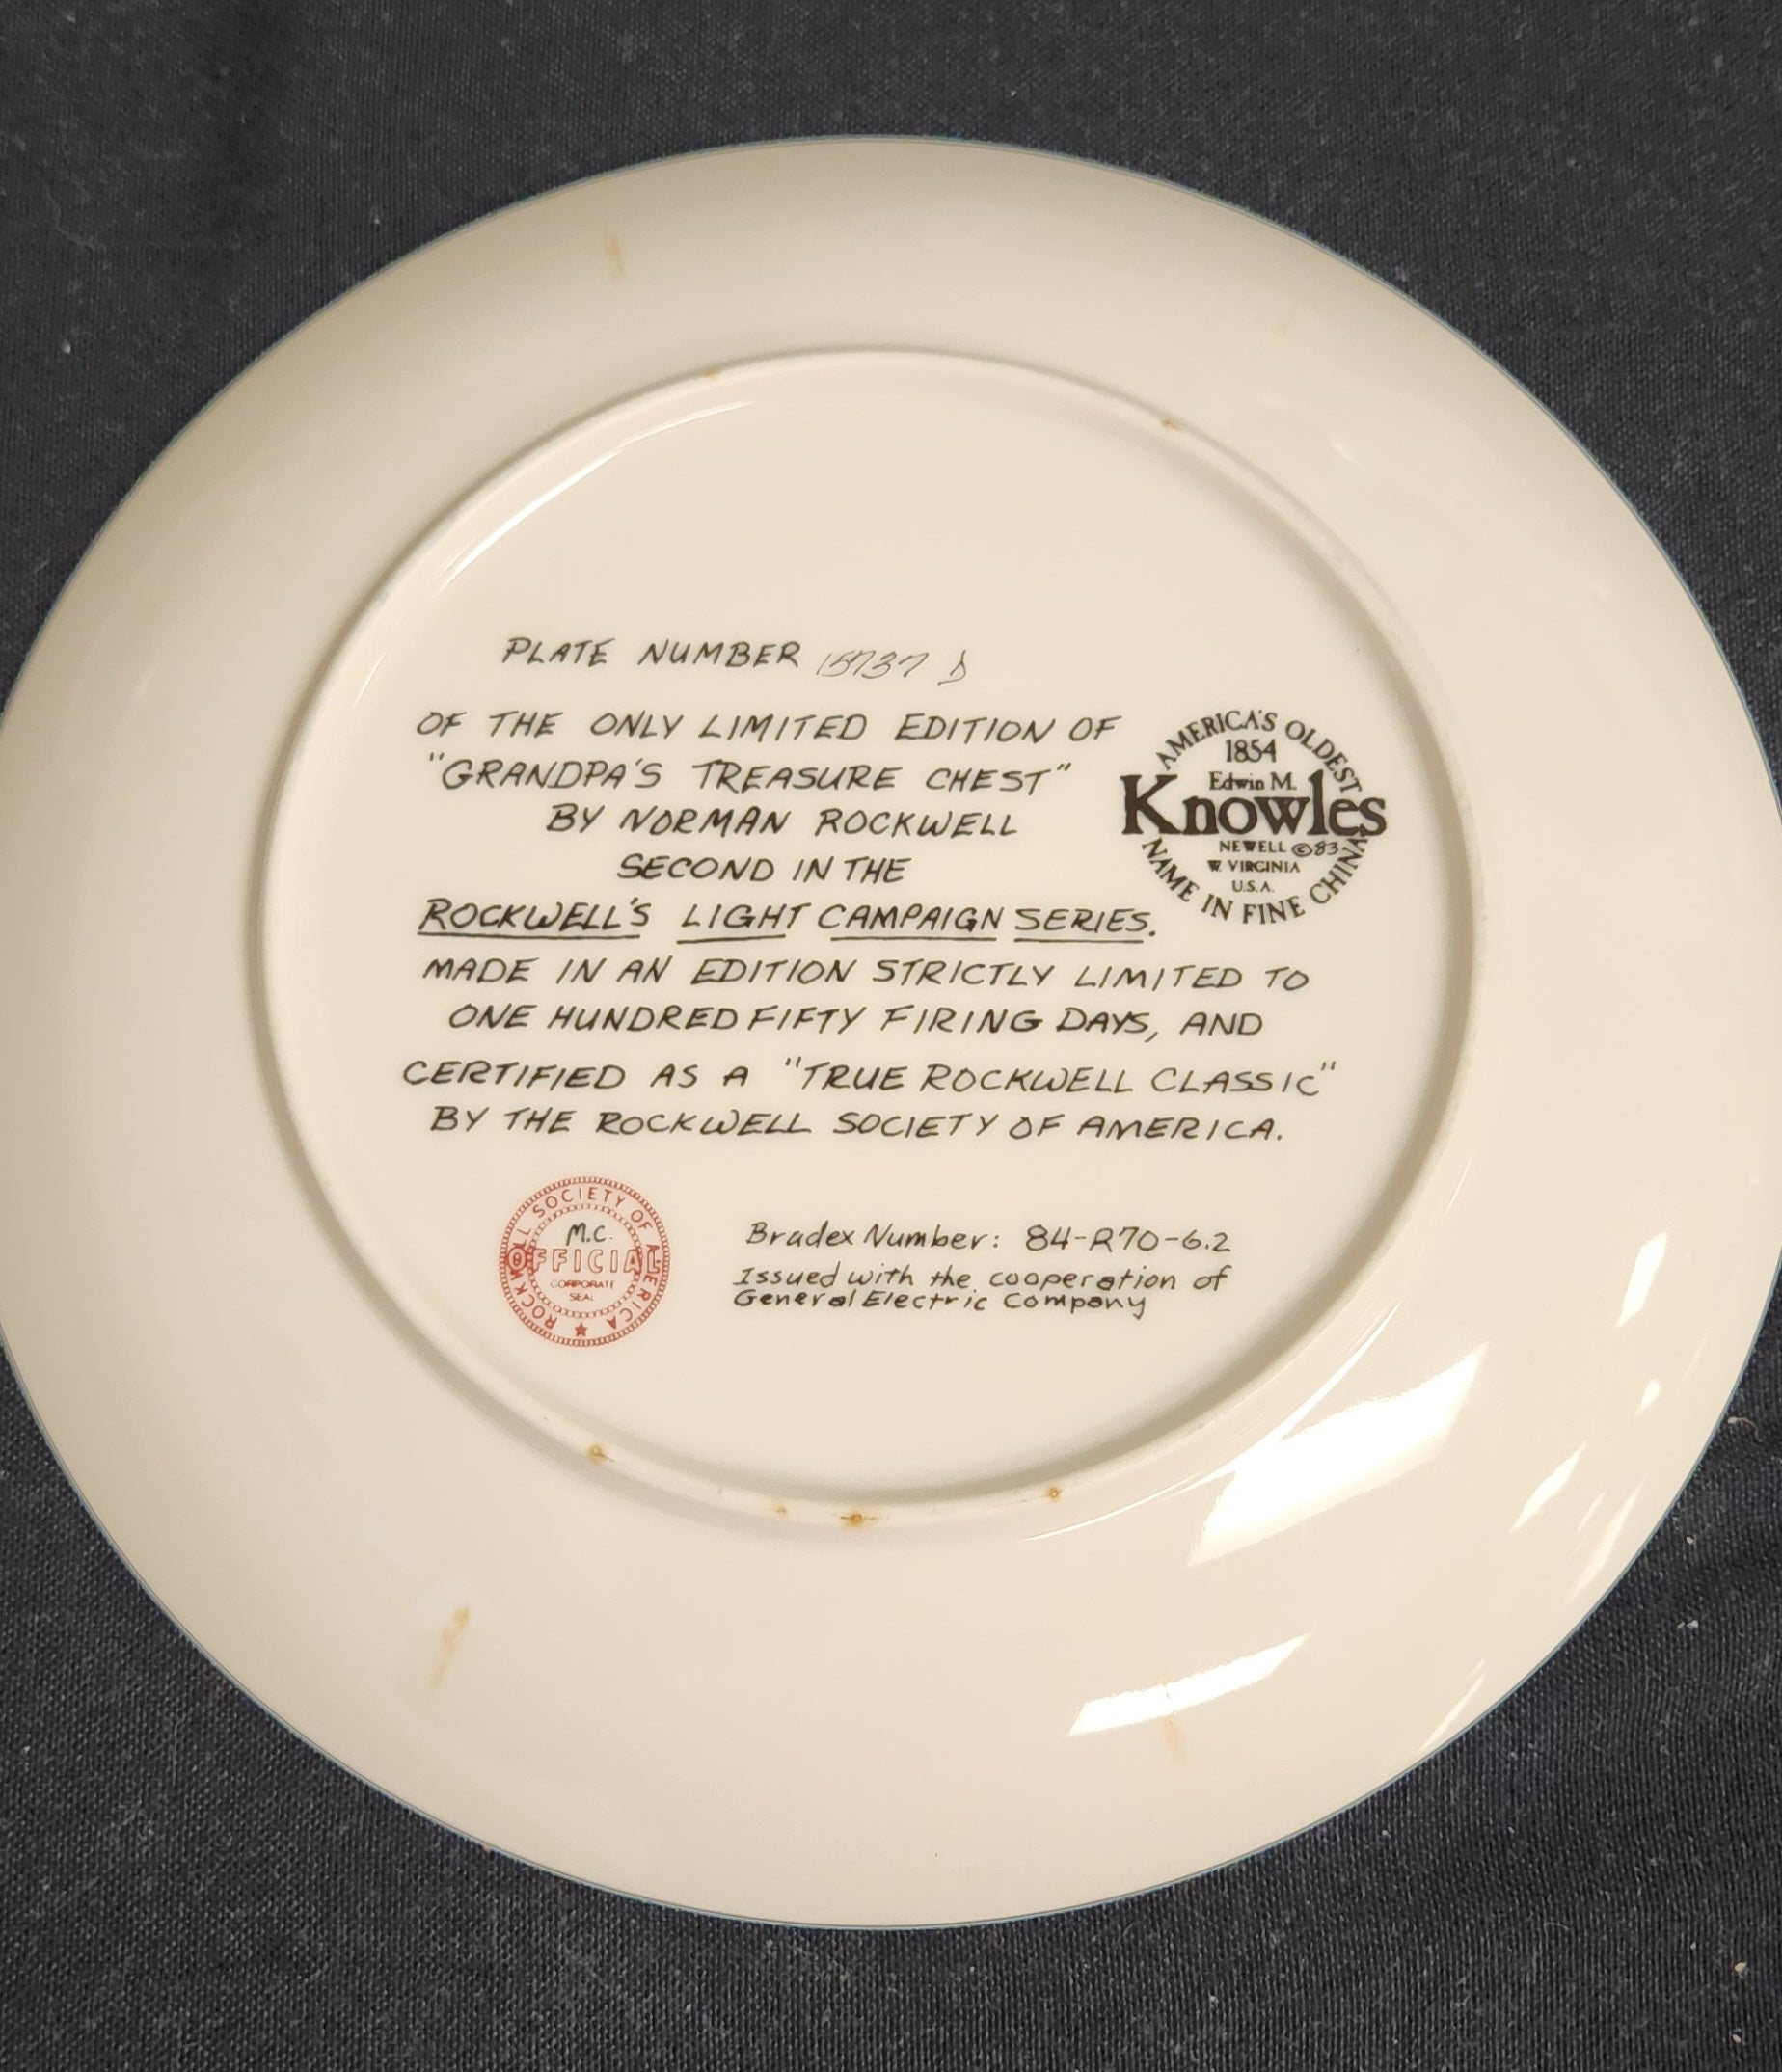 PLATE NUMBER 15737 D
OF THE ONLY LIMITED EDITION OF
"GRANDPA'S TREASURE CHEST"
BY NORMAN ROCKWELL
SECOND IN THE
ROCKWELL'S LIGHT CAMPAIGN SERIES.
MADE IN AN EDITION STRICTLY LIMITED TO
ONE HUNDRED FIFTY FIRING DAYS, AND
CERTIFIED AS A "TRUE ROCKWELL CLASSIC"
BY THE ROCKWELL SOCIETY OF AMERICA.
AMERICA'S OLDEST
1854
Edwin M.
Knowles
NEWELL ©83
W. VIRGINIA
U.S.A.
NAME IN FINE CHINA
ROCKWELL SOCIETY OF AMERICA
M.C.
OFFICIAL
CORPORATE
SEAL
Bradex Number: 84-R70-6.2
Issued with the cooperation of
General Electric Company